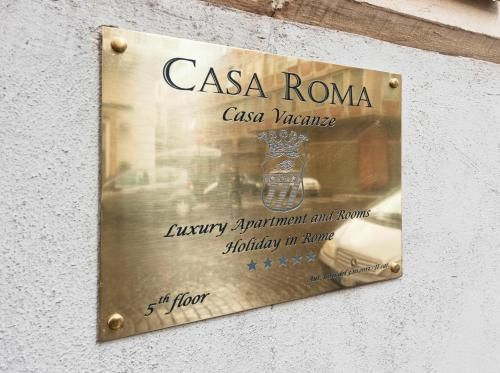 CASA ROMA
Casa Vacanze
Luxury Apartment and Rooms
Holiday in Rome
5th floor